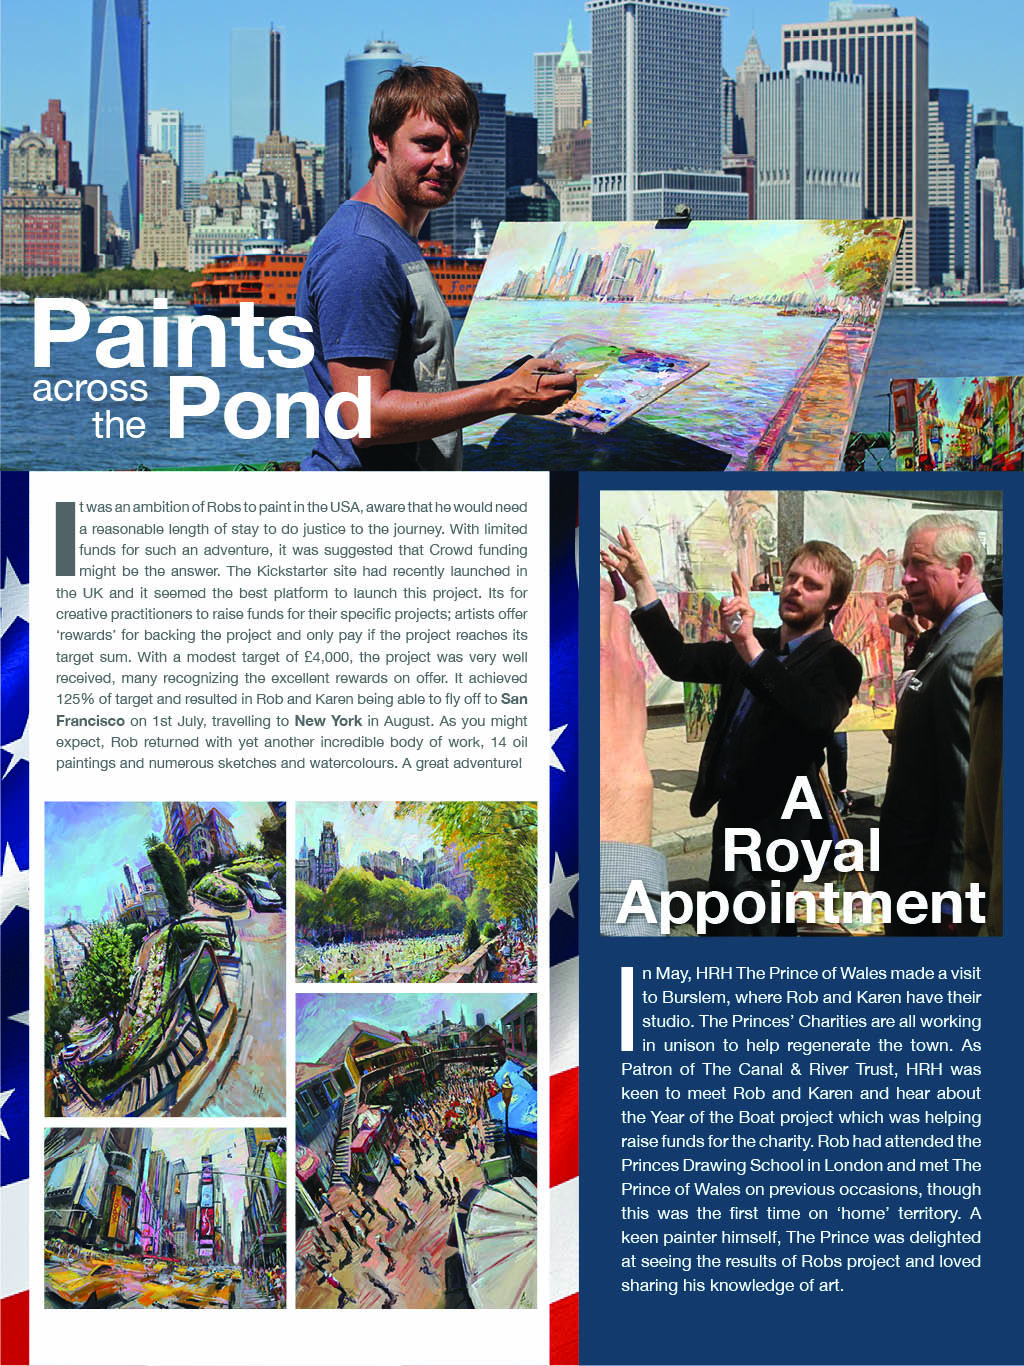 Paints
across
the
Pond
It was an ambition of Robs to paint in the USA, aware that he would need
a reasonable length of stay to do justice to the journey. With limited
funds for such an adventure, it was suggested that Crowd funding
might be the answer. The Kickstarter site had recently launched in
the UK and it seemed the best platform to launch this project. Its for
creative practitioners to raise funds for their specific projects; artists offer
‘rewards’ for backing the project and only pay if the project reaches its
target sum. With a modest target of £4,000, the project was very well
received, many recognizing the excellent rewards on offer. It achieved
125% of target and resulted in Rob and Karen being able to fly off to San
Francisco on 1st July, travelling to New York in August. As you might
expect, Rob returned with yet another incredible body of work, 14 oil
paintings and numerous sketches and watercolours. A great adventure!
A
Royal
Appointment
In May, HRH The Prince of Wales made a visit
to Burslem, where Rob and Karen have their
studio. The Princes’ Charities are all working
in unison to help regenerate the town. As
Patron of The Canal & River Trust, HRH was
keen to meet Rob and Karen and hear about
the Year of the Boat project which was helping
raise funds for the charity. Rob had attended the
Princes Drawing School in London and met The
Prince of Wales on previous occasions, though
this was the first time on ‘home’ territory. A
keen painter himself, The Prince was delighted
at seeing the results of Robs project and loved
sharing his knowledge of art.